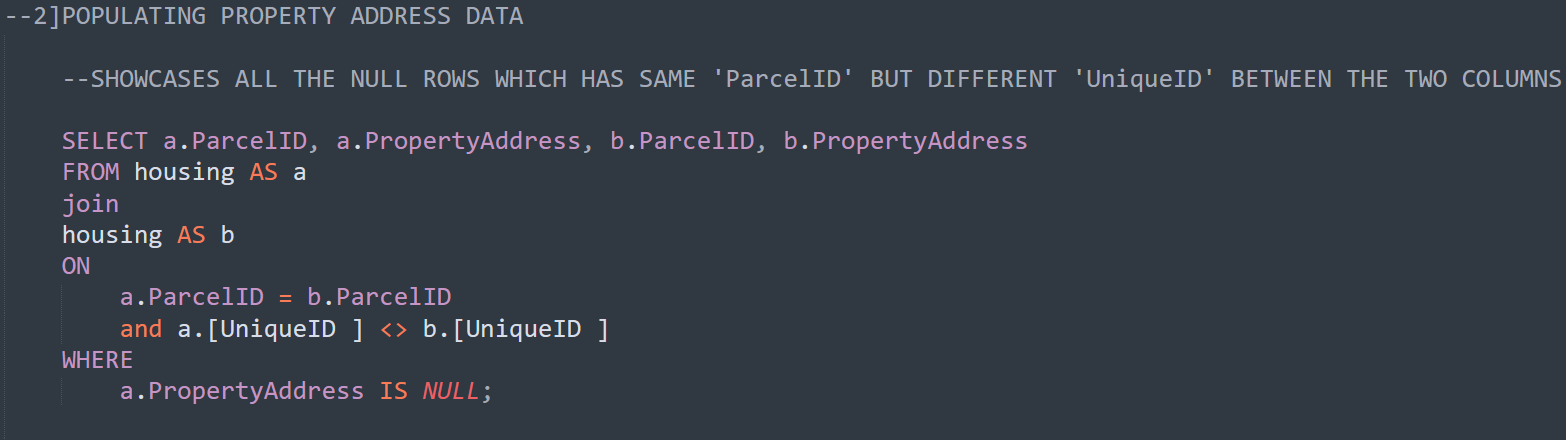 --2]POPULATING PROPERTY ADDRESS DATA
--SHOWCASES ALL THE NULL ROWS WHICH HAS SAME 'ParcelID' BUT DIFFERENT 'UniqueID' BETWEEN THE TWO COLUMNS
SELECT a.ParcelID, a.PropertyAddress, b.ParcelID, b.PropertyAddress
FROM housing AS a
join
housing AS b
ON
a.ParcelID = b.ParcelID
and a.[UniqueID ] <> b.[UniqueID ]
WHERE
a.PropertyAddress IS NULL;